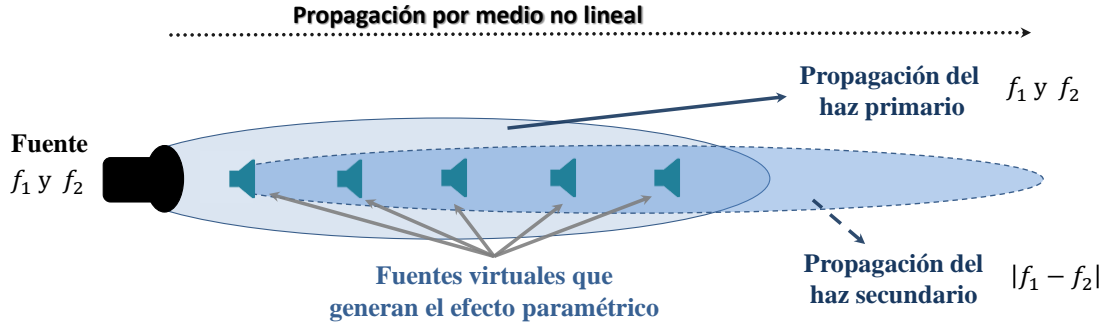 Propagación por medio no lineal
Propagación del
haz primario
f₁ y f₂
Fuente
f₁ y f₂
Fuentes virtuales que
generan el efecto paramétrico
Propagación del
haz secundario
|f₁ − f₂|